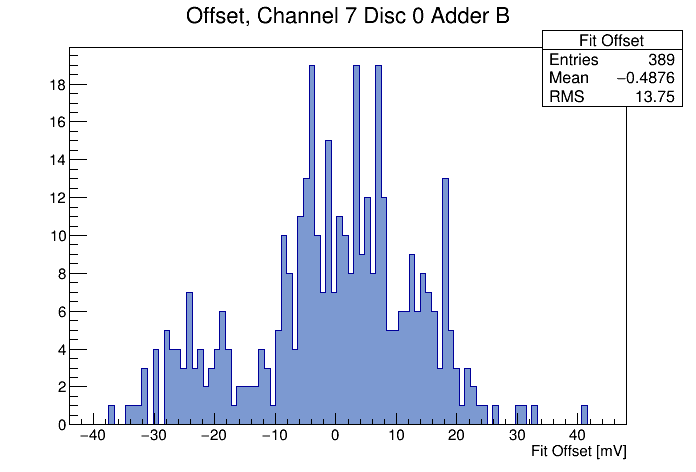 Offset, Channel 7 Disc 0 Adder B
Fit Offset
Entries 389
Mean −0.4876
RMS 13.75
18
16
14
12
10
8
6
4
2
0
−40 −30 −20 −10 0 10 20 30 40
Fit Offset [mV]